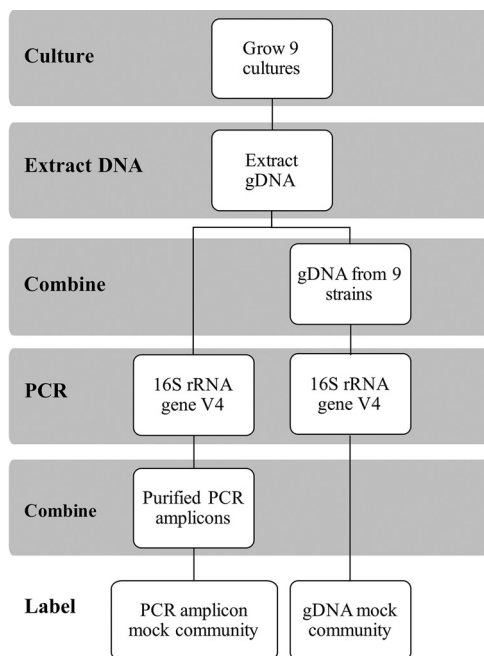 Culture
Grow 9
cultures
Extract DNA
Extract
gDNA
Combine
gDNA from 9
strains
PCR
16S rRNA
gene V4
16S rRNA
gene V4
Combine
Purified PCR
amplicons
Label
PCR amplicon
mock community
gDNA mock
community